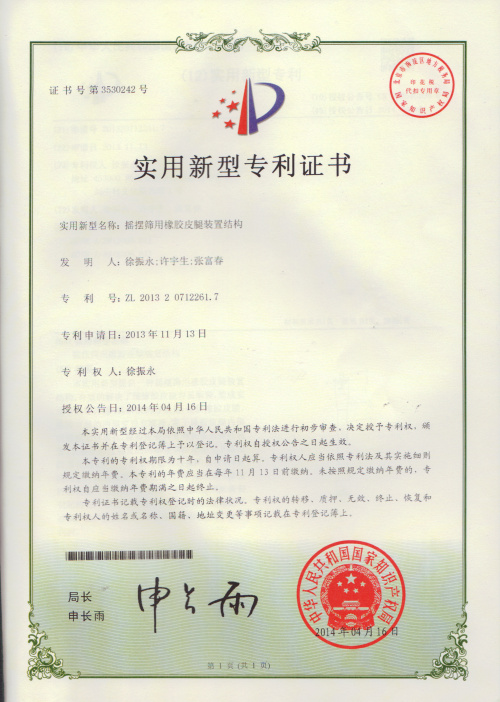 证书号第3530242号
印花税
代扣专用章
实用新型专利证书
实用新型名称：摇摆筛用橡胶皮腿装置结构
发 明 人：徐振永;许宇生;张富春
专 利 号：ZL 2013 2 0712261.7
专利申请日：2013年11月13日
专 利 权 人：徐振永
授权公告日：2014年04月16日
本实用新型经过本局依照中华人民共和国专利法进行初步审查，决定授予专利权，颁
发本证书并在专利登记簿上予以登记。专利权自授权公告之日起生效。
本专利的专利权期限为十年，自申请日起算。专利权人应当依照专利法及其实施细则
规定缴纳年费。本专利的年费应当在每年11月13日前缴纳。未按照规定缴纳年费的，专
利权自应当缴纳年费期满之日起终止。
专利证书记载专利权登记时的法律状况。专利权的转移、质押、无效、终止、恢复和
专利权人的姓名或名称、国籍、地址变更等事项记载在专利登记簿上。
局长
申长雨
申长雨
中华人民共和国国家知识产权局
2014年04月16日
第1页(共1页)